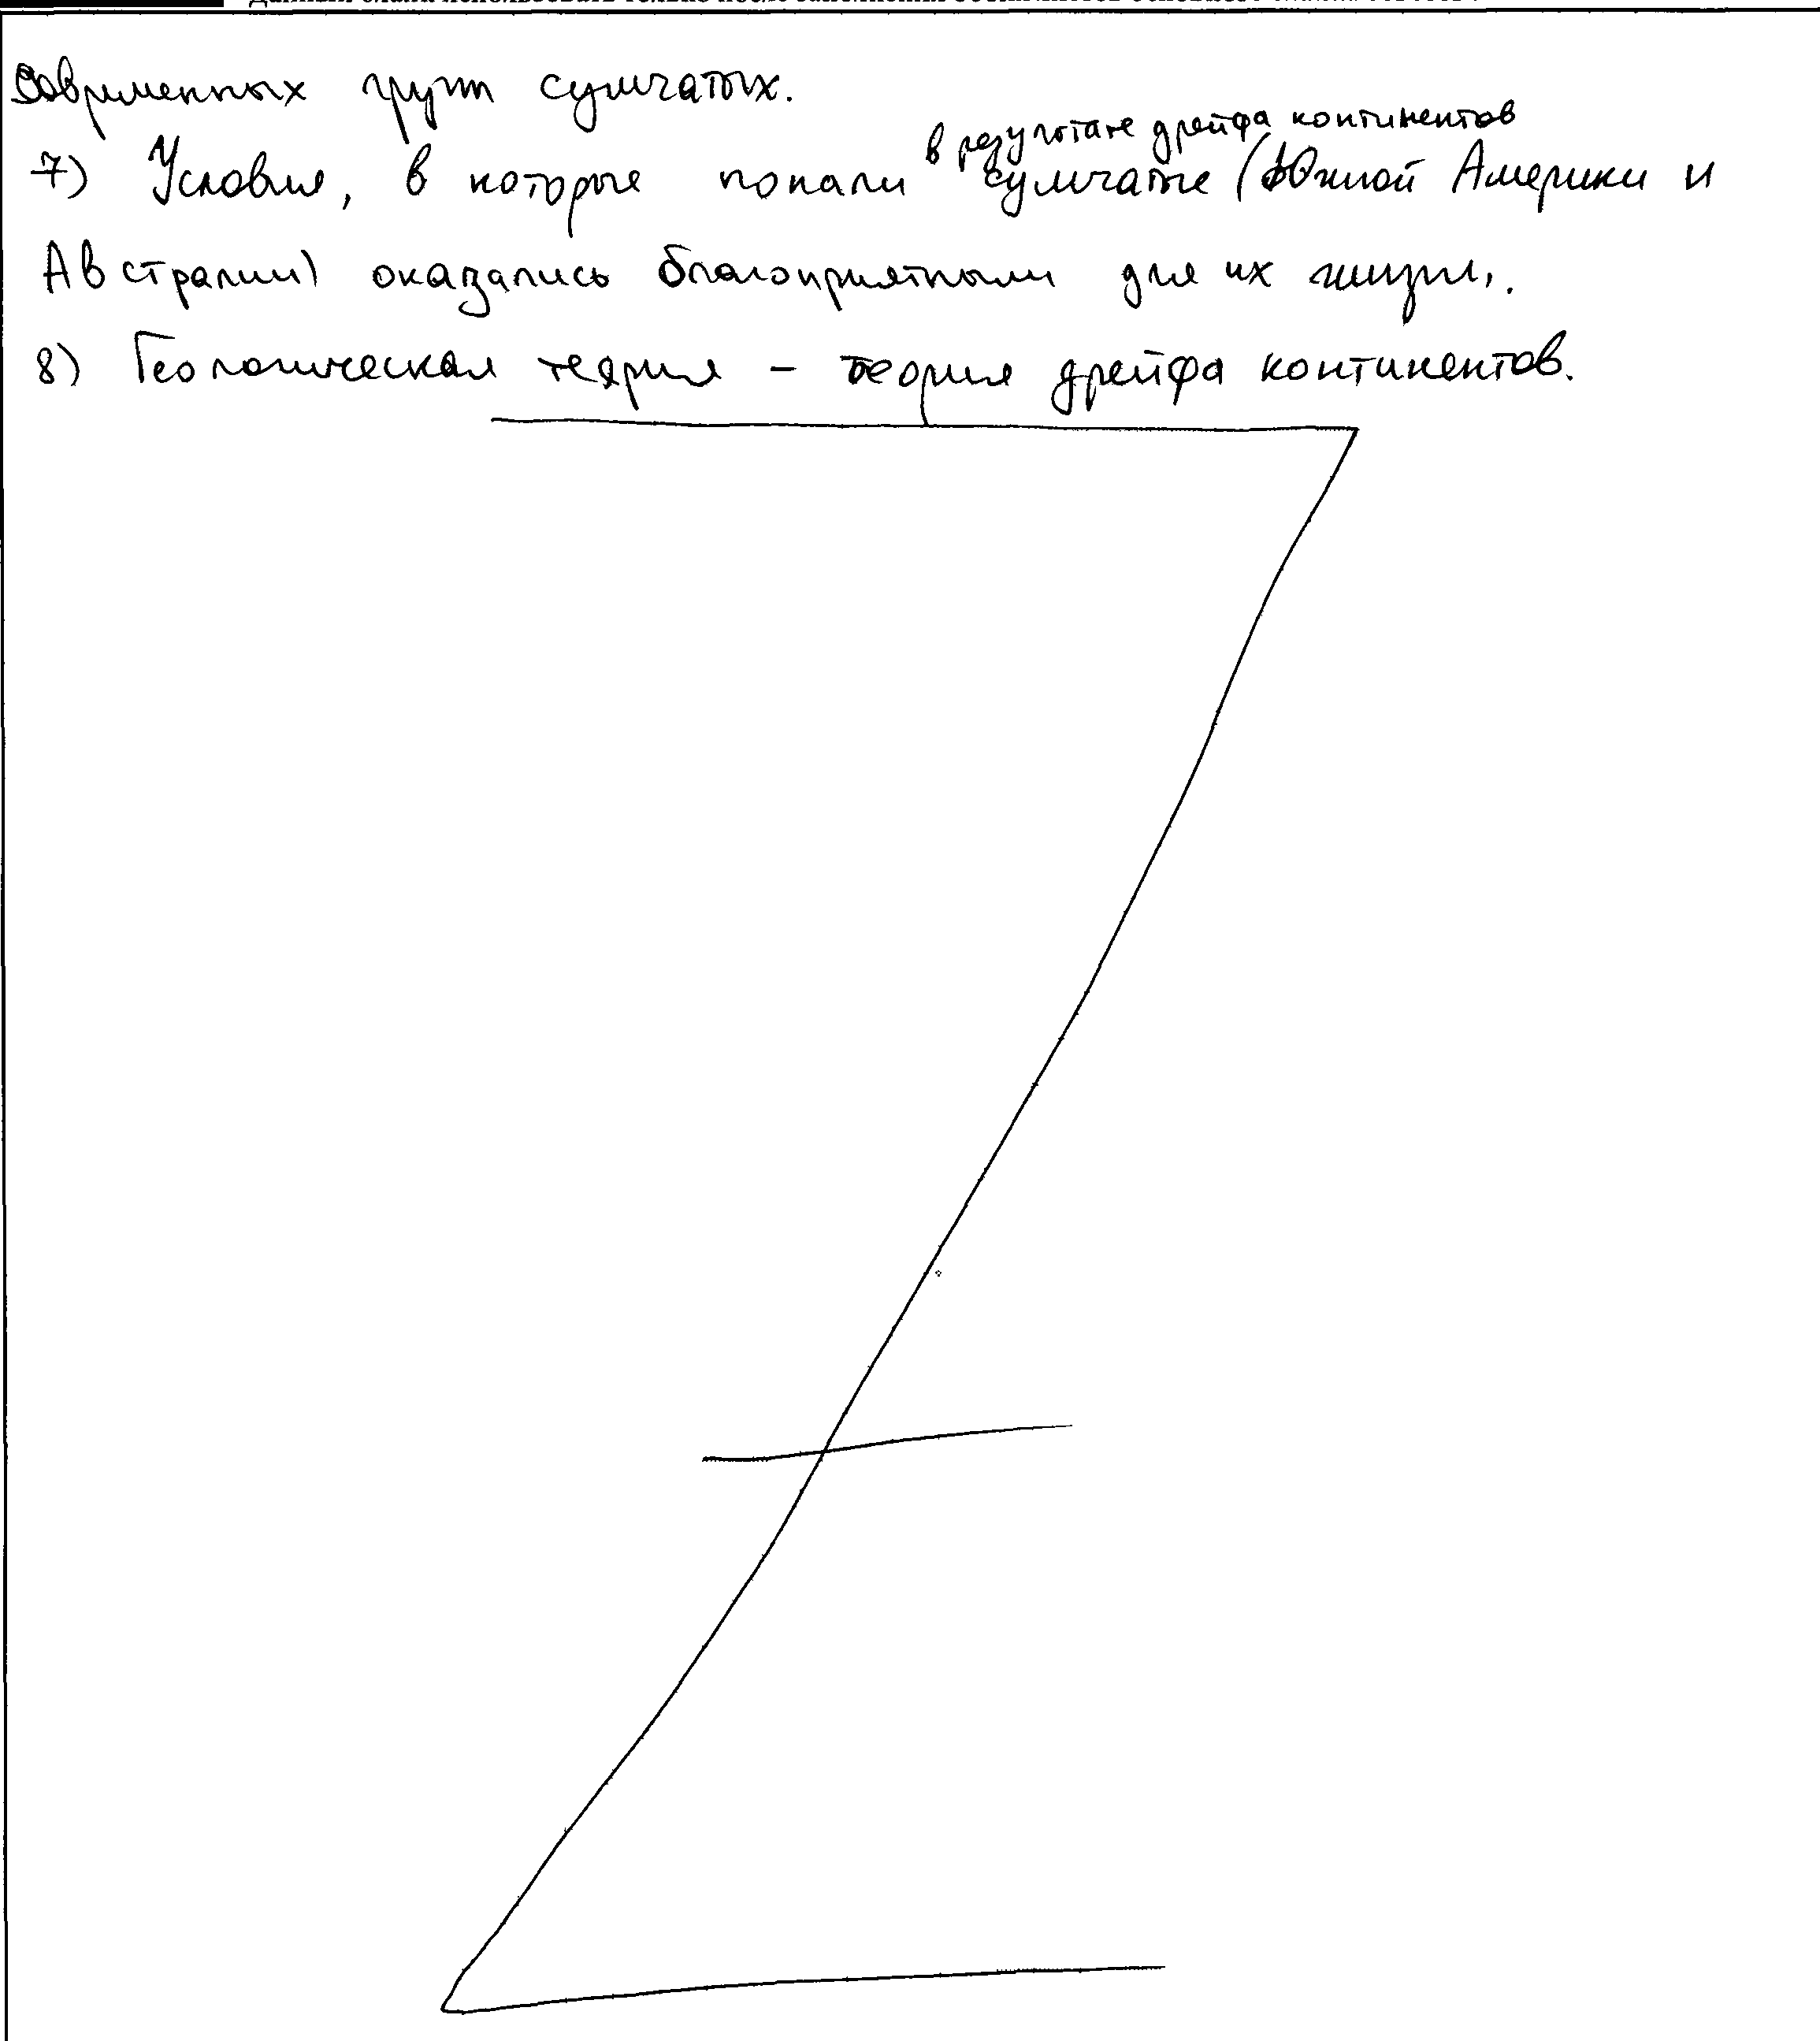 современных групп сумчатых.
в результате дрейфа континентов
7) Условия, в которые попали сумчатые (Южной Америки и
Австралии) оказались благоприятными для их жизни.
8) Геологическая теория – теория дрейфа континентов.